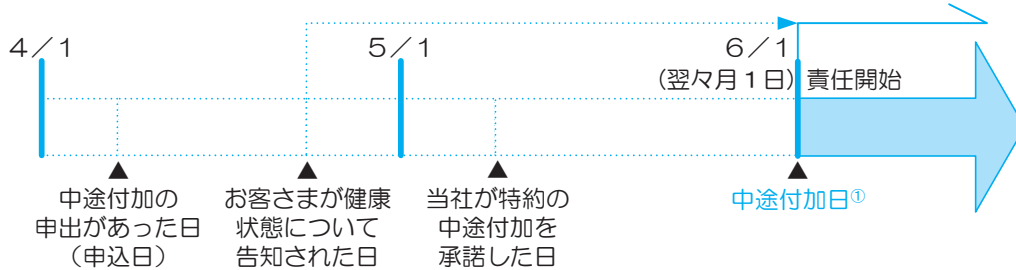 4/1
5/1
6/1
(翌々月1日)責任開始
中途付加の
申出があった日
(申込日)
お客さまが健康
状態について
告知された日
当社が特約の
中途付加を
承諾した日
中途付加日①